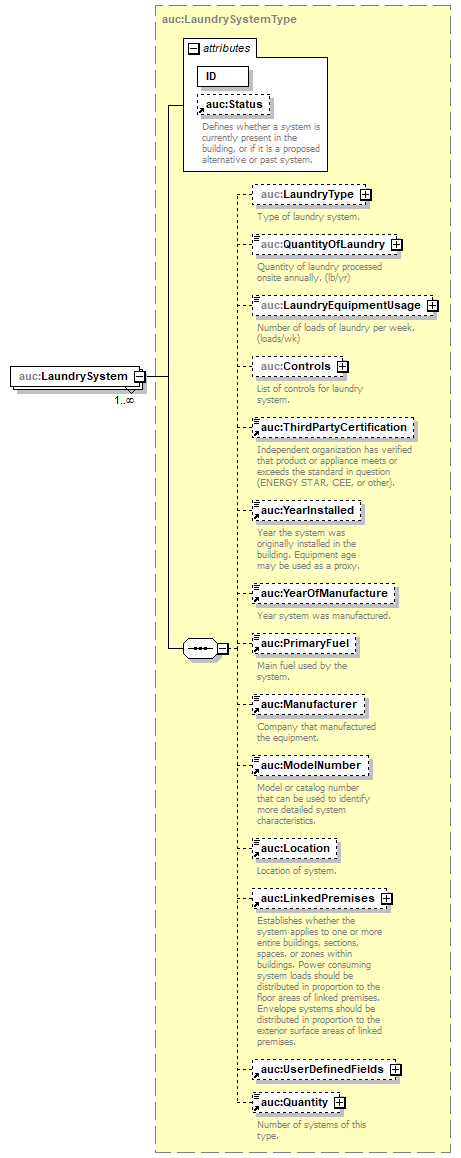 auc:LaundrySystemType
attributes
ID
auc:Status
Defines whether a system is
currently present in the
building, or if it is a proposed
alternative or past system.
auc:LaundryType
Type of laundry system.
auc:QuantityOfLaundry
Quantity of laundry processed
onsite annually. (lb/yr)
auc:LaundryEquipmentUsage
Number of loads of laundry per week.
(loads/wk)
auc:LaundrySystem
1..∞
auc:Controls
List of controls for laundry
system.
auc:ThirdPartyCertification
Independent organization has verified
that product or appliance meets or
exceeds the standard in question
(ENERGY STAR, CEE, or other).
auc:YearInstalled
Year the system was
originally installed in the
building. Equipment age
may be used as a proxy.
auc:YearOfManufacture
Year system was manufactured.
auc:PrimaryFuel
Main fuel used by the
system.
auc:Manufacturer
Company that manufactured
the equipment.
auc:ModelNumber
Model or catalog number
that can be used to identify
more detailed system
characteristics.
auc:Location
Location of system.
auc:LinkedPremises
Establishes whether the
system applies to one or more
entire buildings, sections,
spaces, or zones within
buildings. Power consuming
system loads should be
distributed in proportion to the
floor areas of linked premises.
Envelope systems should be
distributed in proportion to the
exterior surface areas of linked
premises.
auc:UserDefinedFields
auc:Quantity
Number of systems of this
type.